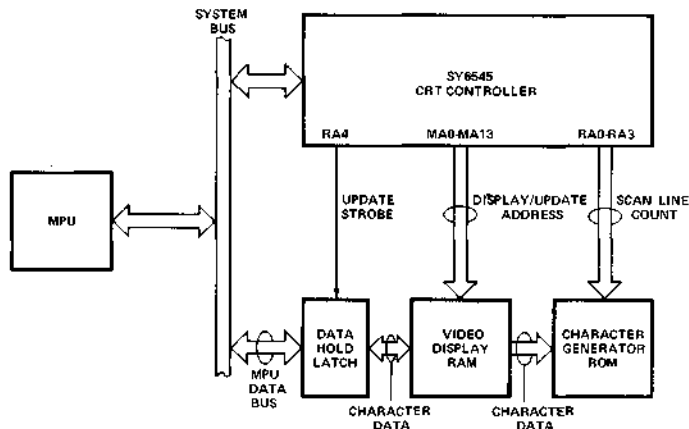 SYSTEM
BUS
SY6545
CRT CONTROLLER
RA4
MA0-MA13
RA0-RA3
MPU
UPDATE
STROBE
DISPLAY/UPDATE
ADDRESS
SCAN LINE
COUNT
DATA
HOLD
LATCH
VIDEO
DISPLAY
RAM
CHARACTER
GENERATOR
ROM
MPU
DATA
BUS
CHARACTER
DATA
CHARACTER
DATA